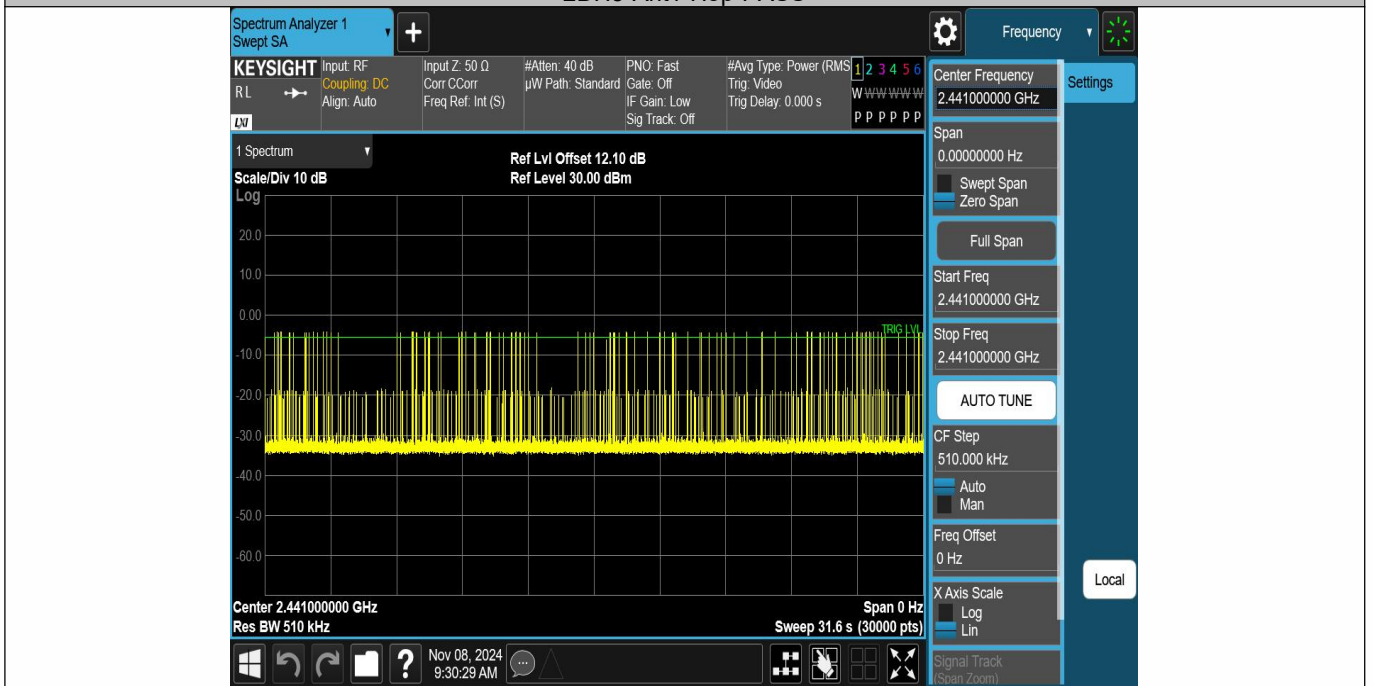 Spectrum Analyzer 1
Swept SA
+
Frequency
KEYSIGHT
RL
LXI
Input: RF
Coupling: DC
Align: Auto
Input Z: 50 Ω
Corr CCorr
Freq Ref: Int (S)
#Atten: 40 dB
µW Path: Standard
PNO: Fast
Gate: Off
IF Gain: Low
Sig Track: Off
#Avg Type: Power (RMS
Trig: Video
Trig Delay: 0.000 s
1 2 3 4 5 6
W W W W W W
P P P P P P
1 Spectrum
Scale/Div 10 dB
Ref Lvl Offset 12.10 dB
Ref Level 30.00 dBm
Log
20.0
10.0
0.00
-10.0
-20.0
-30.0
-40.0
-50.0
-60.0
TRIG LVL
Center 2.441000000 GHz
Span 0 Hz
Res BW 510 kHz
Sweep 31.6 s (30000 pts)
Center Frequency
2.441000000 GHz
Settings
Span
0.00000000 Hz
Swept Span
Zero Span
Full Span
Start Freq
2.441000000 GHz
Stop Freq
2.441000000 GHz
AUTO TUNE
CF Step
510.000 kHz
Auto
Man
Freq Offset
0 Hz
X Axis Scale
Log
Lin
Local
Signal Track
(Span Zoom)
?
Nov 08, 2024
9:30:29 AM